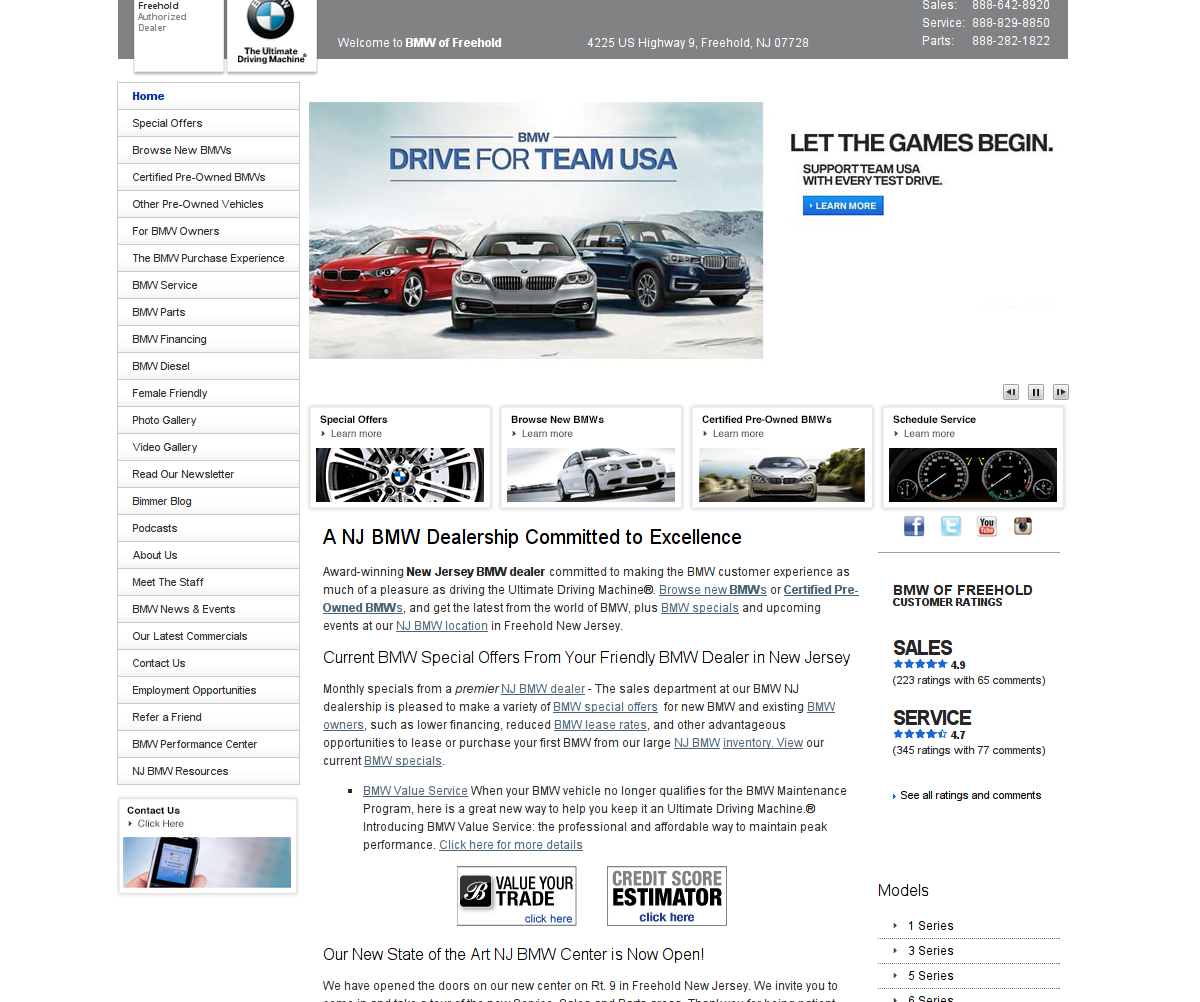 Freehold
Authorized
Dealer
BMW
The Ultimate
Driving Machine®
Welcome to BMW of Freehold
4225 US Highway 9, Freehold, NJ 07728
Sales: 888-642-8920
Service: 888-829-8850
Parts: 888-282-1822
Home
Special Offers
Browse New BMWs
Certified Pre-Owned BMWs
Other Pre-Owned Vehicles
For BMW Owners
The BMW Purchase Experience
BMW Service
BMW Parts
BMW Financing
BMW Diesel
Female Friendly
Photo Gallery
Video Gallery
Read Our Newsletter
Bimmer Blog
Podcasts
About Us
Meet The Staff
BMW News & Events
Our Latest Commercials
Contact Us
Employment Opportunities
Refer a Friend
BMW Performance Center
NJ BMW Resources
Contact Us
Click Here
BMW
DRIVE FOR TEAM USA
LET THE GAMES BEGIN.
SUPPORT TEAM USA
WITH EVERY TEST DRIVE.
LEARN MORE
Special Offers
Learn more
Browse New BMWs
Learn more
Certified Pre-Owned BMWs
Learn more
Schedule Service
Learn more
You
Tube
A NJ BMW Dealership Committed to Excellence
Award-winning New Jersey BMW dealer committed to making the BMW customer experience as
much of a pleasure as driving the Ultimate Driving Machine®. Browse new BMWs or Certified Pre-
Owned BMWs, and get the latest from the world of BMW, plus BMW specials and upcoming
events at our NJ BMW location in Freehold New Jersey.
Current BMW Special Offers From Your Friendly BMW Dealer in New Jersey
Monthly specials from a premier NJ BMW dealer - The sales department at our BMW NJ
dealership is pleased to make a variety of BMW special offers for new BMW and existing BMW
owners, such as lower financing, reduced BMW lease rates, and other advantageous
opportunities to lease or purchase your first BMW from our large NJ BMW inventory. View our
current BMW specials.
BMW Value Service When your BMW vehicle no longer qualifies for the BMW Maintenance
Program, here is a great new way to help you keep it an Ultimate Driving Machine.®
Introducing BMW Value Service: the professional and affordable way to maintain peak
performance. Click here for more details
B VALUE YOUR
TRADE
click here
CREDIT SCORE
ESTIMATOR
click here
Our New State of the Art NJ BMW Center is Now Open!
We have opened the doors on our new center on Rt. 9 in Freehold New Jersey. We invite you to
come in and take a tour of the new Service, Sales and Parts areas. Thank you for being patient
BMW OF FREEHOLD
CUSTOMER RATINGS
SALES
4.9
(223 ratings with 65 comments)
SERVICE
4.7
(345 ratings with 77 comments)
See all ratings and comments
Models
1 Series
3 Series
5 Series
6 Series